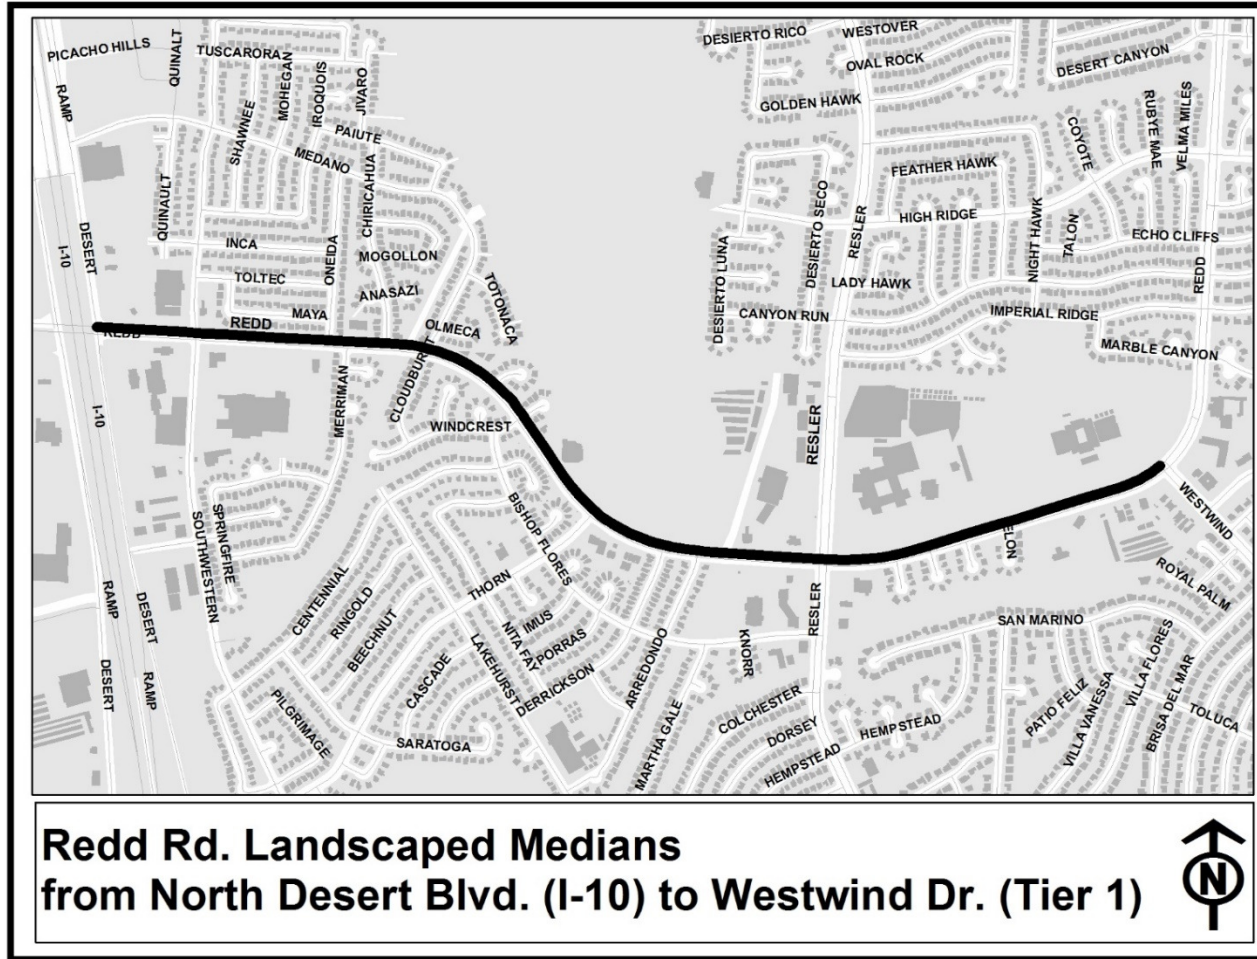 PICACHO HILLS
QUINALT
TUSCARORA
MOHEGAN
IROQUOIS
JIVARO
DESIERTO RICO
WESTOVER
OVAL ROCK
DESERT CANYON
GOLDEN HAWK
RAMP
SHAWNEE
PAIUTE
MEDANO
CHIRICAHUA
COYOTE
RUBYE MAE
VELMA MILES
FEATHER HAWK
QUINAULT
DESERT
I-10
INCA
ONEIDA
MOGOLLON
TOLTEC
ANASAZI
TOTONACA
MAYA
OLMECA
DESIERTO LUNA
DESIERTO SECO
RESLER
HIGH RIDGE
NIGHT HAWK
TALON
ECHO CLIFFS
REDD
LADY HAWK
CANYON RUN
IMPERIAL RIDGE
MARBLE CANYON
REDD
REDD
CLOUDBURST
MERRIMAN
I-10
WINDCREST
RESLER
SPRINGFIRE
SOUTHWESTERN
BISHOP FLORES
ELON
WESTWIND
ROYAL PALM
CENTENNIAL
RINGOLD
BEECHNUT
THORN
IMUS
NITA FAY
PORRAS
LAKEHURST
DERRICKSON
CASCADE
ARREDONDO
KNORR
RESLER
SAN MARINO
RAMP
DESERT
DESERT
RAMP
PILGRIMAGE
SARATOGA
MARTHA GALE
COLCHESTER
DORSEY
HEMPSTEAD
HEMPSTEAD
PATIO FELIZ
VILLA VANESSA
VILLA FLORES
BRISA DEL MAR
TOLUCA
Redd Rd. Landscaped Medians
from North Desert Blvd. (I-10) to Westwind Dr. (Tier 1)
N